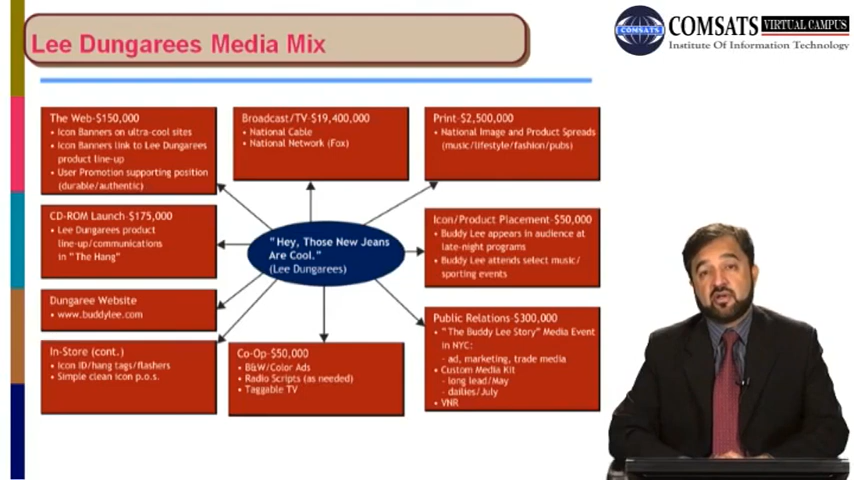 Lee Dungarees Media Mix
COMSATS
COMSATS VIRTUAL CAMPUS
Institute Of Information Technology
The Web-$150,000
• Icon Banners on ultra-cool sites
• Icon Banners link to Lee Dungarees
product line-up
• User Promotion supporting position
(durable/authentic)
Broadcast/TV-$19,400,000
• National Cable
• National Network (Fox)
Print-$2,500,000
• National Image and Product Spreads
(music/lifestyle/fashion/pubs)
CD-ROM Launch-$175,000
• Lee Dungarees product
line-up/communications
in "The Hang"
"Hey, Those New Jeans
Are Cool."
(Lee Dungarees)
Icon/Product Placement-$50,000
• Buddy Lee appears in audience at
late-night programs
• Buddy Lee attends select music/
sporting events
Dungaree Website
• www.buddylee.com
In-Store (cont.)
• Icon ID/hang tags/flashers
• Simple clean icon p.o.s.
Co-Op-$50,000
• B&W/Color Ads
• Radio Scripts (as needed)
• Taggable TV
Public Relations-$300,000
• "The Buddy Lee Story" Media Event
in NYC:
- ad, marketing, trade media
• Custom Media Kit
- long lead/May
- dailies/July
• VNR